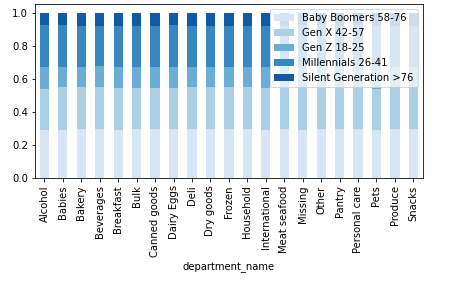 1.0
0.8
0.6
0.4
0.2
0.0
Baby Boomers 58-76
Gen X 42-57
Gen Z 18-25
Millennials 26-41
Silent Generation >76
Alcohol
Babies
Bakery
Beverages
Breakfast
Bulk
Canned goods
Dairy Eggs
Deli
Dry goods
Frozen
Household
International
Meat seafood
Missing
Other
Pantry
Personal care
Pets
Produce
Snacks
department_name